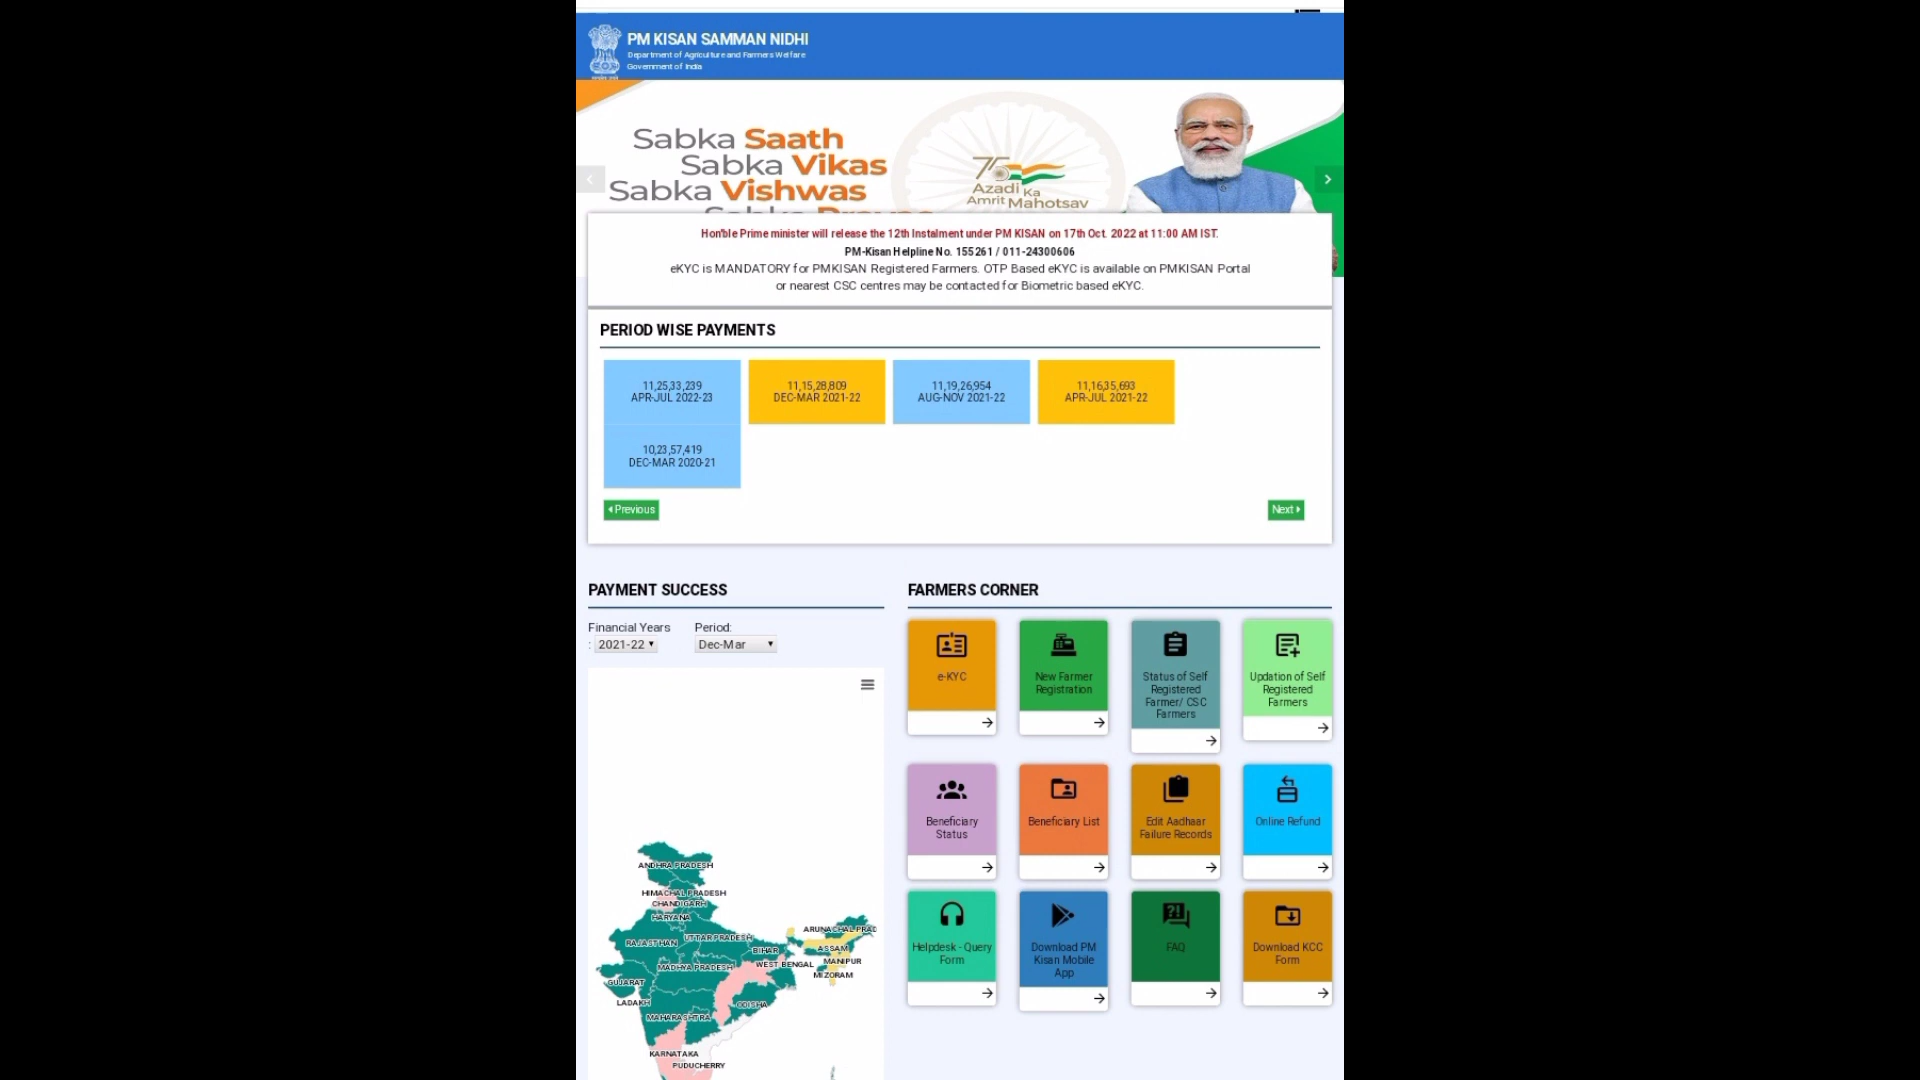 PM KISAN SAMMAN NIDHI
Department of Agriculture and Farmers Welfare
Government of India
Sabka Saath
Sabka Vikas
Sabka Vishwas
Sabka
75
Azadi Ka
Amrit Mahotsav
Hon'ble Prime minister will release the 12th Instalment under PM KISAN on 17th Oct. 2022 at 11:00 AM IST.
PM-Kisan Helpline No. 155261 / 011-24300606
eKYC is MANDATORY for PMKISAN Registered Farmers. OTP Based eKYC is available on PMKISAN Portal
or nearest CSC centres may be contacted for Biometric based eKYC.
PERIOD WISE PAYMENTS
11,25,33,239
APR-JUL 2022-23
11,15,28,809
DEC-MAR 2021-22
11,19,26,954
AUG-NOV 2021-22
11,16,35,693
APR-JUL 2021-22
10,23,57,419
DEC-MAR 2020-21
Previous
Next
PAYMENT SUCCESS
Financial Years
: 2021-22
Period:
Dec-Mar
ANDHRA PRADESH
HIMACHAL PRADESH
CHANDIGARH
HARYANA
RAJASTHAN
UTTAR PRADESH
BIHAR
ARUNACHAL PRAD
ASSAM
MANIPUR
MIZORAM
WEST BENGAL
MADHYA PRADESH
GUJARAT
LADAKH
ODISHA
MAHARASHTRA
KARNATAKA
PUDUCHERRY
FARMERS CORNER
e-KYC
New Farmer
Registration
Status of Self
Registered
Farmer/ CSC
Farmers
Updation of Self
Registered
Farmers
Beneficiary
Status
Beneficiary List
Edit Aadhaar
Failure Records
Online Refund
Helpdesk - Query
Form
Download PM
Kisan Mobile
App
FAQ
Download KCC
Form